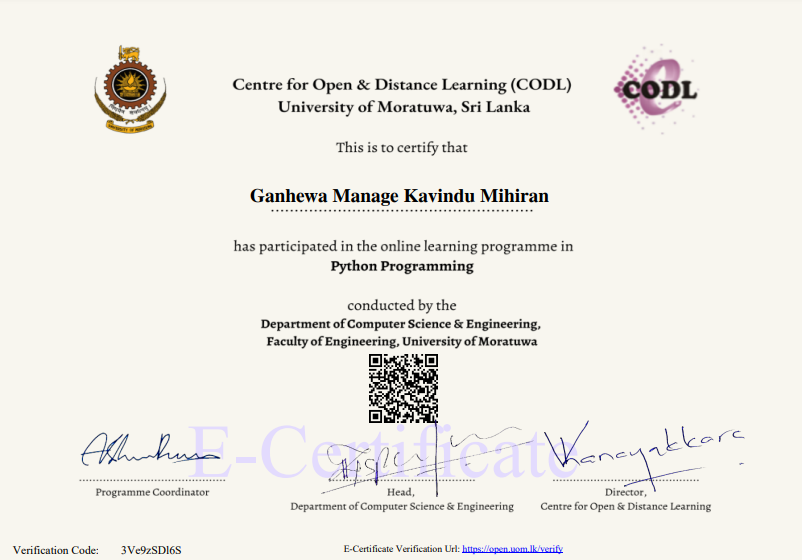 Centre for Open & Distance Learning (CODL)
University of Moratuwa, Sri Lanka
CODL
UNIVERSITY OF MORATUWA
This is to certify that
Ganhewa Manage Kavindu Mihiran
has participated in the online learning programme in
Python Programming
conducted by the
Department of Computer Science & Engineering,
Faculty of Engineering, University of Moratuwa
E-Certificate
Programme Coordinator
Head,
Department of Computer Science & Engineering
Director,
Centre for Open & Distance Learning
Verification Code: 3Ve9zSDl6S
E-Certificate Verification Url: https://open.uom.lk/verify